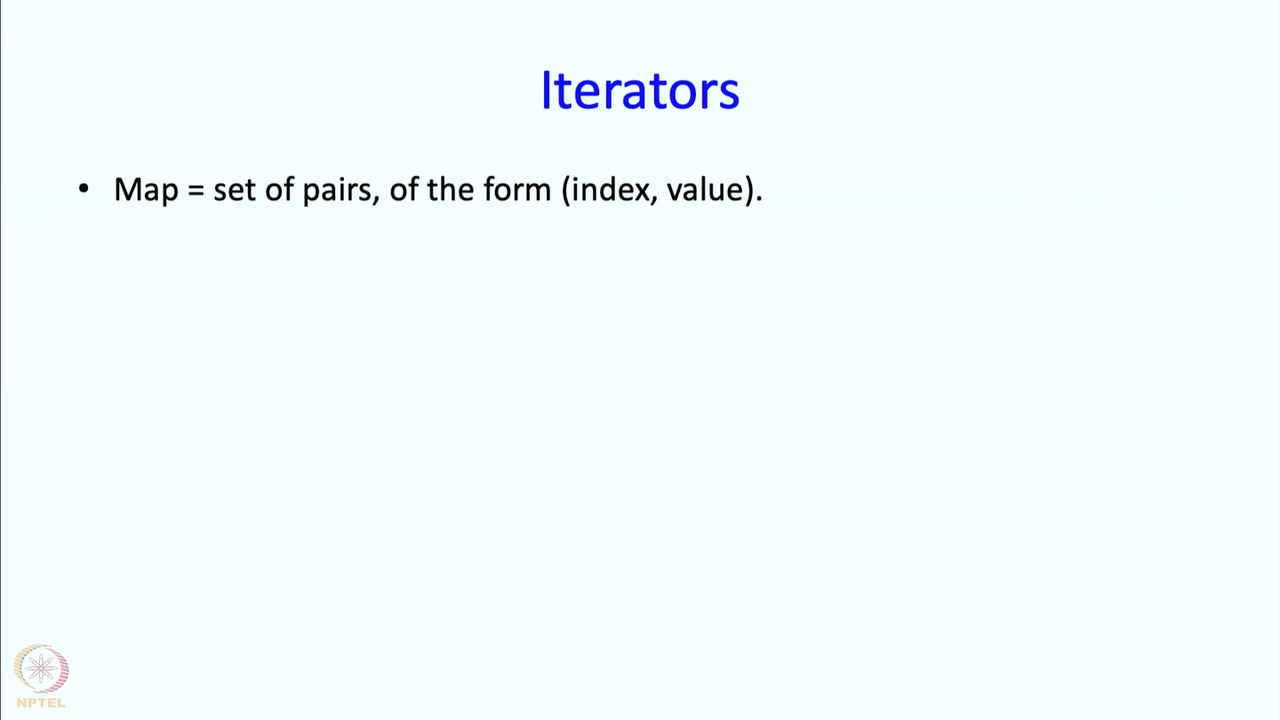 Iterators
• Map = set of pairs, of the form (index, value).
NPTEL